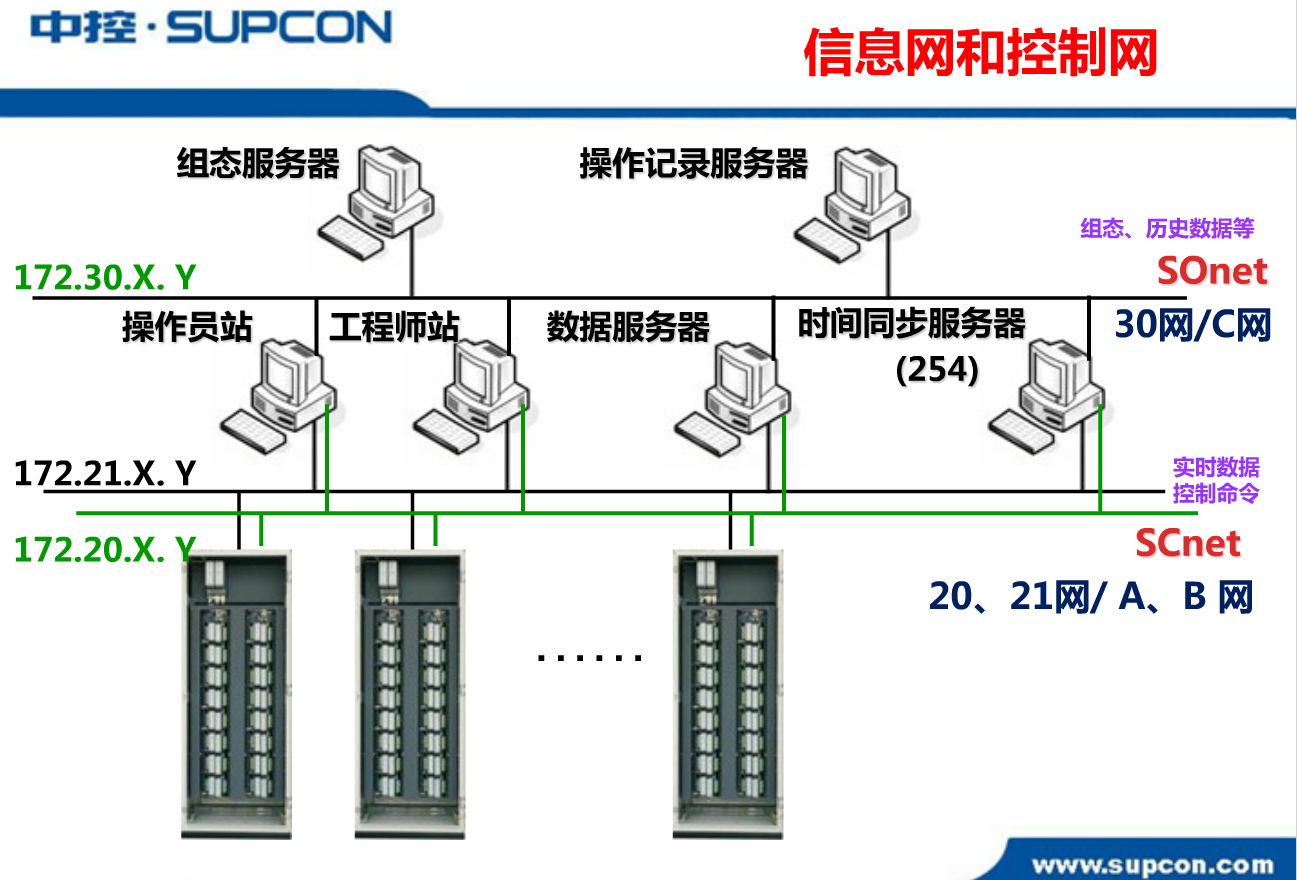 中控·SUPCON
信息网和控制网
组态服务器
操作记录服务器
组态、历史数据等
172.30.X. Y
SOnet
操作员站
工程师站
数据服务器
时间同步服务器
(254)
30网/C网
172.21.X. Y
实时数据
控制命令
172.20.X. Y
SCnet
20、21网/ A、B 网
······
www.supcon.com